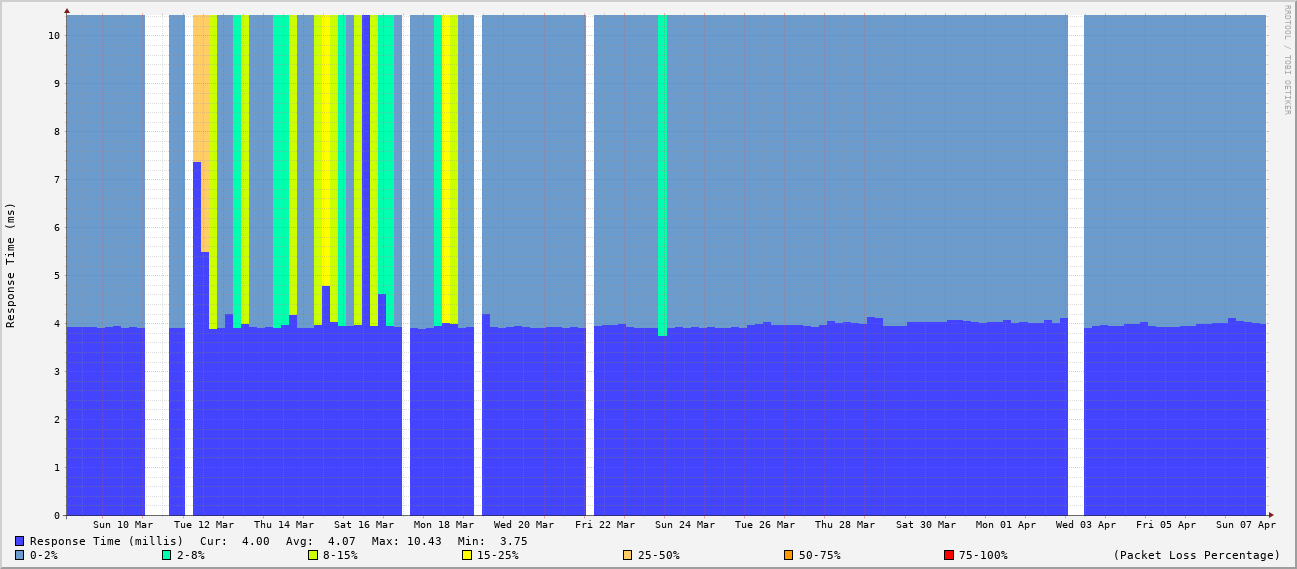 RRDTOOL / TOBI OETIKER
Response Time (ms)
10
9
8
7
6
5
4
3
2
1
0
Sun 10 Mar Tue 12 Mar Thu 14 Mar Sat 16 Mar Mon 18 Mar Wed 20 Mar Fri 22 Mar Sun 24 Mar Tue 26 Mar Thu 28 Mar Sat 30 Mar Mon 01 Apr Wed 03 Apr Fri 05 Apr Sun 07 Apr
Response Time (millis) Cur: 4.00 Avg: 4.07 Max: 10.43 Min: 3.75
0-2% 2-8% 8-15% 15-25% 25-50% 50-75% 75-100% (Packet Loss Percentage)